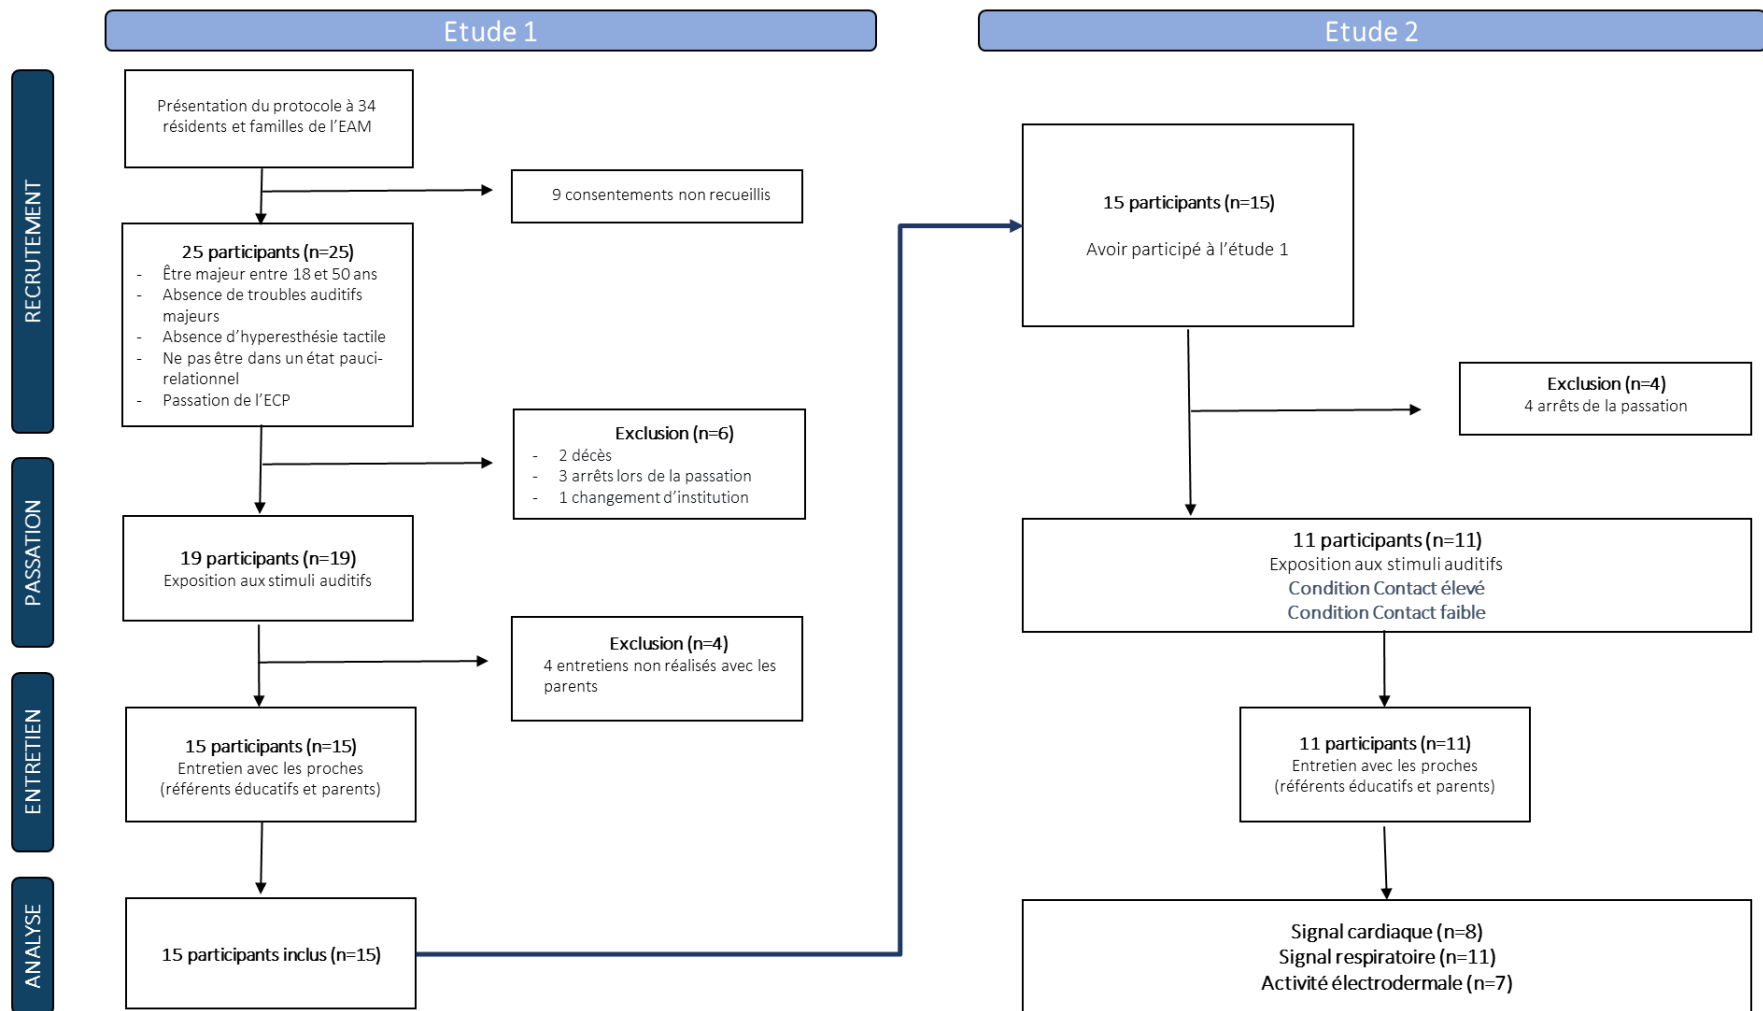 Etude 1
RECRUTEMENT
Présentation du protocole à 34
résidents et familles de l'EAM
9 consentements non recueillis
25 participants (n=25)
- Être majeur entre 18 et 50 ans
- Absence de troubles auditifs
majeurs
- Absence d'hyperesthésie tactile
- Ne pas être dans un état pauci-
relationnel
- Passation de l'ECP
Exclusion (n=6)
- 2 décès
- 3 arrêts lors de la passation
- 1 changement d'institution
PASSATION
19 participants (n=19)
Exposition aux stimuli auditifs
Exclusion (n=4)
4 entretiens non réalisés avec les
parents
ENTRETIEN
15 participants (n=15)
Entretien avec les proches
(référents éducatifs et parents)
ANALYSE
15 participants inclus (n=15)
Etude 2
15 participants (n=15)
Avoir participé à l'étude 1
Exclusion (n=4)
4 arrêts de la passation
11 participants (n=11)
Exposition aux stimuli auditifs
Condition Contact élevé
Condition Contact faible
11 participants (n=11)
Entretien avec les proches
(référents éducatifs et parents)
Signal cardiaque (n=8)
Signal respiratoire (n=11)
Activité électrodermale (n=7)